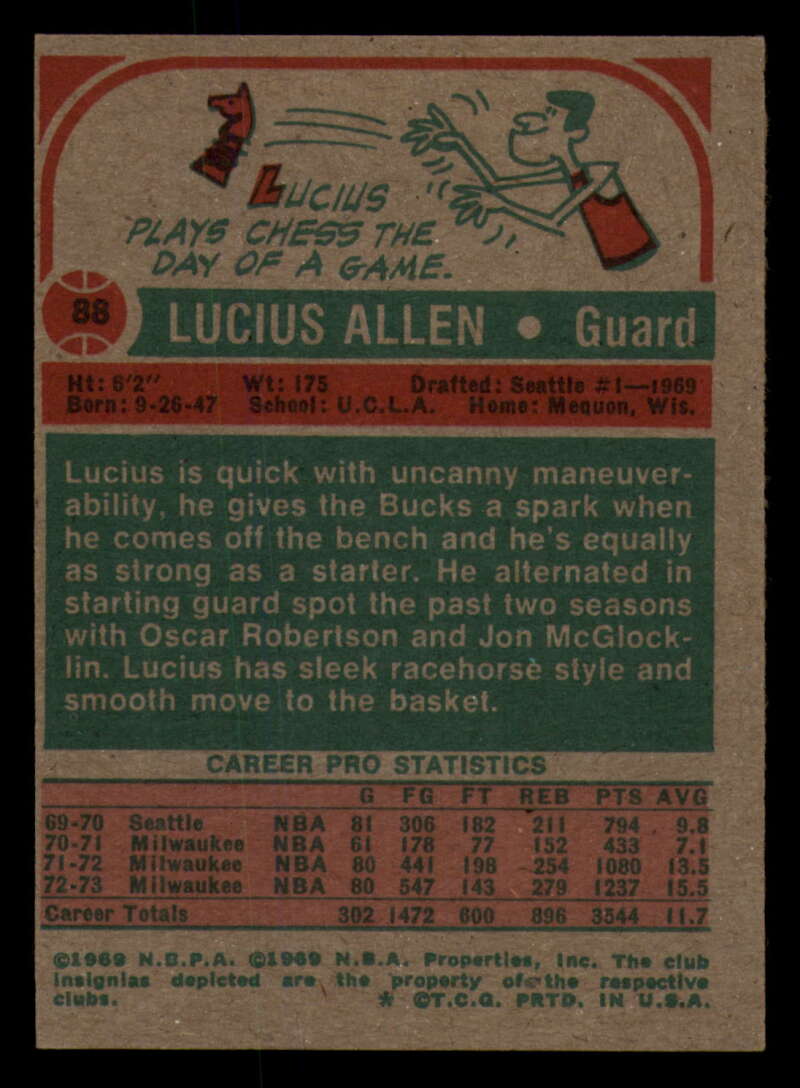 LUCIUS
PLAYS CHESS THE
DAY OF A GAME.
88
LUCIUS ALLEN • Guard
Ht: 6'2" Wt: 175 Drafted: Seattle #1—1969
Born: 9-26-47 School: U.C.L.A. Home: Mequon, Wis.
Lucius is quick with uncanny maneuver-
ability, he gives the Bucks a spark when
he comes off the bench and he's equally
as strong as a starter. He alternated in
starting guard spot the past two seasons
with Oscar Robertson and Jon McGlock-
lin. Lucius has sleek racehorse style and
smooth move to the basket.
CAREER PRO STATISTICS
G FG FT REB PTS AVG
69-70 Seattle NBA 81 306 182 211 794 9.8
70-71 Milwaukee NBA 61 178 77 152 433 7.1
71-72 Milwaukee NBA 80 441 198 254 1080 13.5
72-73 Milwaukee NBA 80 547 143 279 1237 15.5
Career Totals 302 1472 600 896 3544 11.7
©1969 N.B.P.A. ©1969 N.B.A. Properties, Inc. The club
insignias depicted are the property of the respective
clubs. * ©T.C.G. PRTD. IN U.S.A.